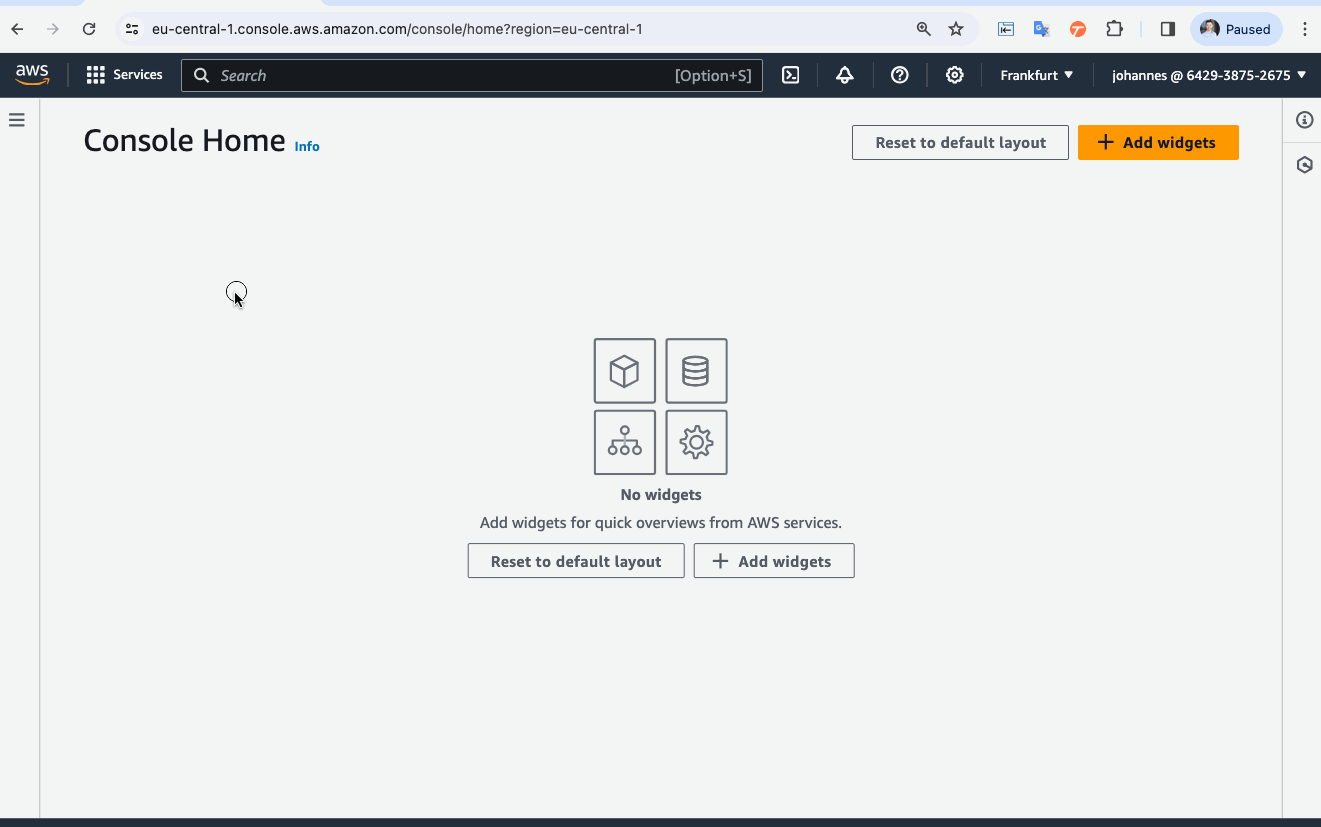 eu-central-1.console.aws.amazon.com/console/home?region=eu-central-1
Paused
aws
Services
Search
[Option+S]
Frankfurt
johannes @ 6429-3875-2675
Console Home Info
Reset to default layout
Add widgets
No widgets
Add widgets for quick overviews from AWS services.
Reset to default layout
Add widgets